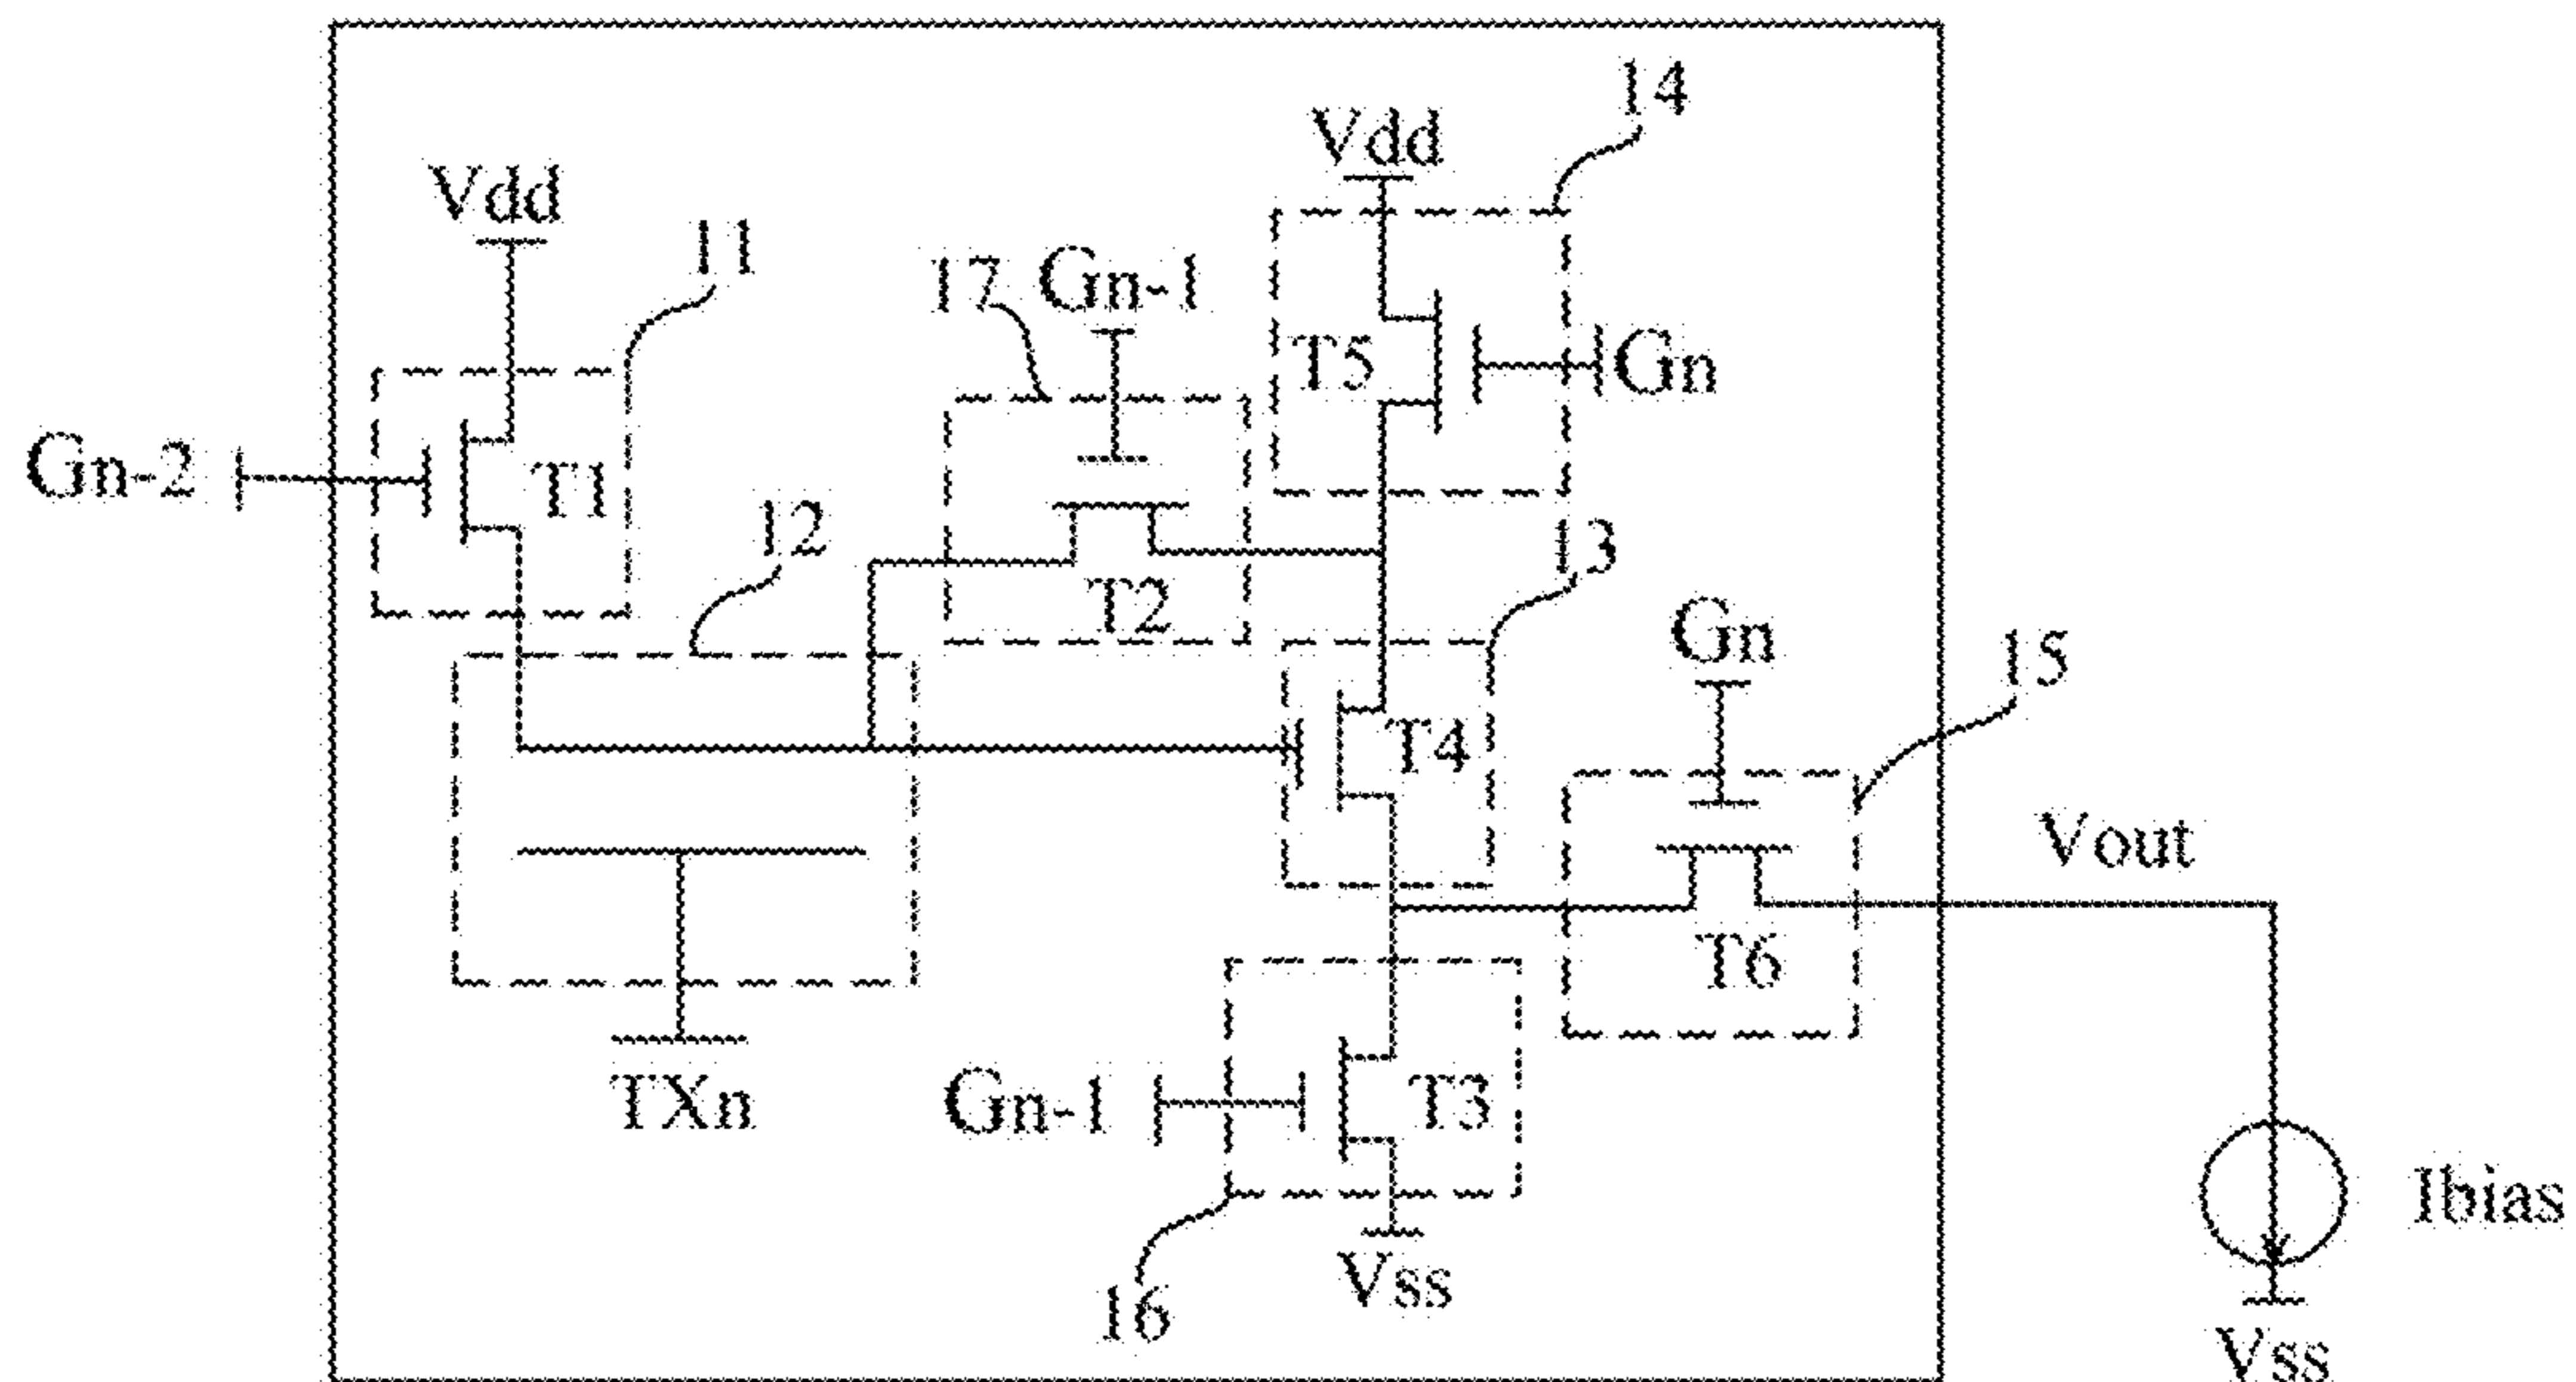 14
Vdd
Vdd
11
17
Gn-1
T5
Gn
Gn-2
T1
12
13
T2
Gn
15
T4
Vout
T6
TXn
Gn-1
T3
Ibias
Vss
16
Vss